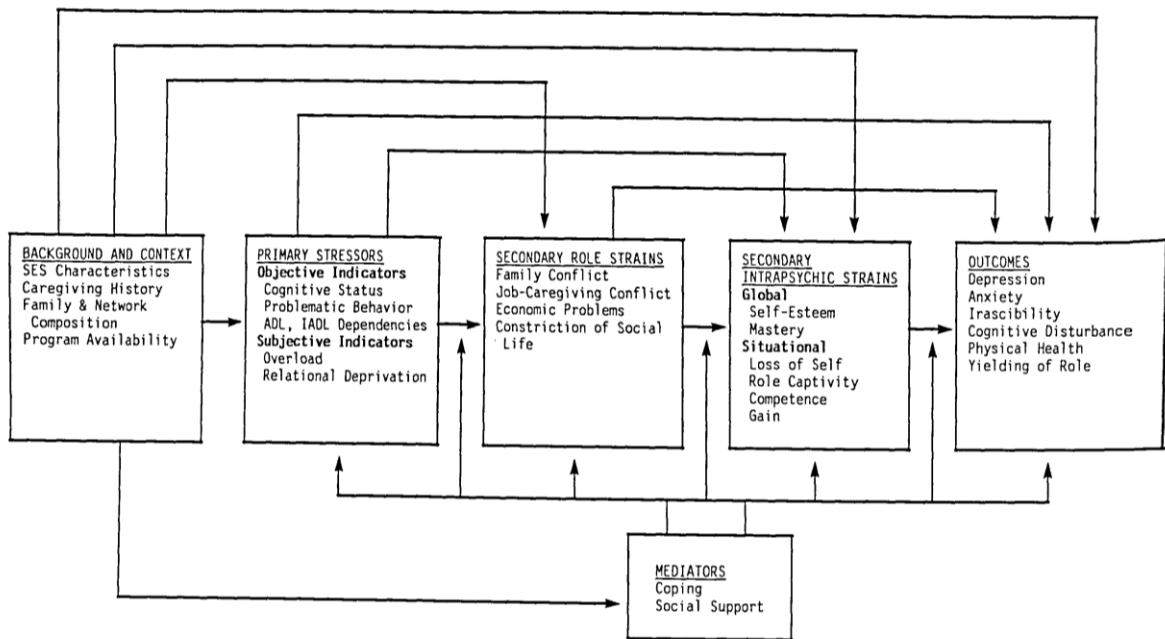 BACKGROUND AND CONTEXT
SES Characteristics
Caregiving History
Family & Network
Composition
Program Availability
PRIMARY STRESSORS
Objective Indicators
Cognitive Status
Problematic Behavior
ADL, IADL Dependencies
Subjective Indicators
Overload
Relational Deprivation
SECONDARY ROLE STRAINS
Family Conflict
Job-Caregiving Conflict
Economic Problems
Constriction of Social
Life
SECONDARY
INTRAPSYCHIC STRAINS
Global
Self-Esteem
Mastery
Situational
Loss of Self
Role Captivity
Competence
Gain
OUTCOMES
Depression
Anxiety
Irascibility
Cognitive Disturbance
Physical Health
Yielding of Role
MEDIATORS
Coping
Social Support